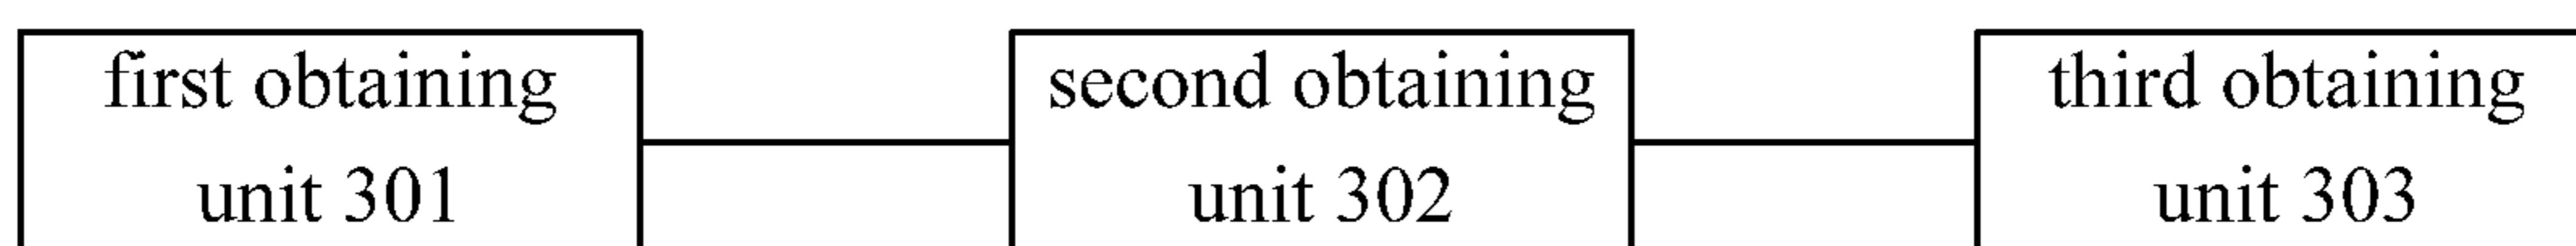 first obtaining
unit 301
second obtaining
unit 302
third obtaining
unit 303